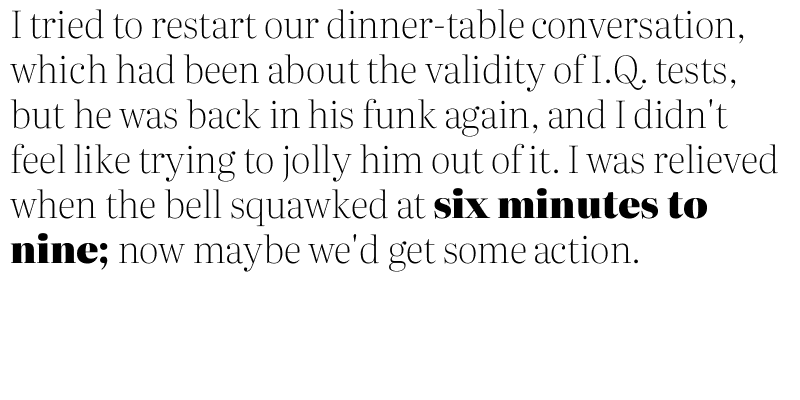 I tried to restart our dinner-table conversation,
which had been about the validity of I.Q. tests,
but he was back in his funk again, and I didn't
feel like trying to jolly him out of it. I was relieved
when the bell squawked at six minutes to
nine; now maybe we'd get some action.